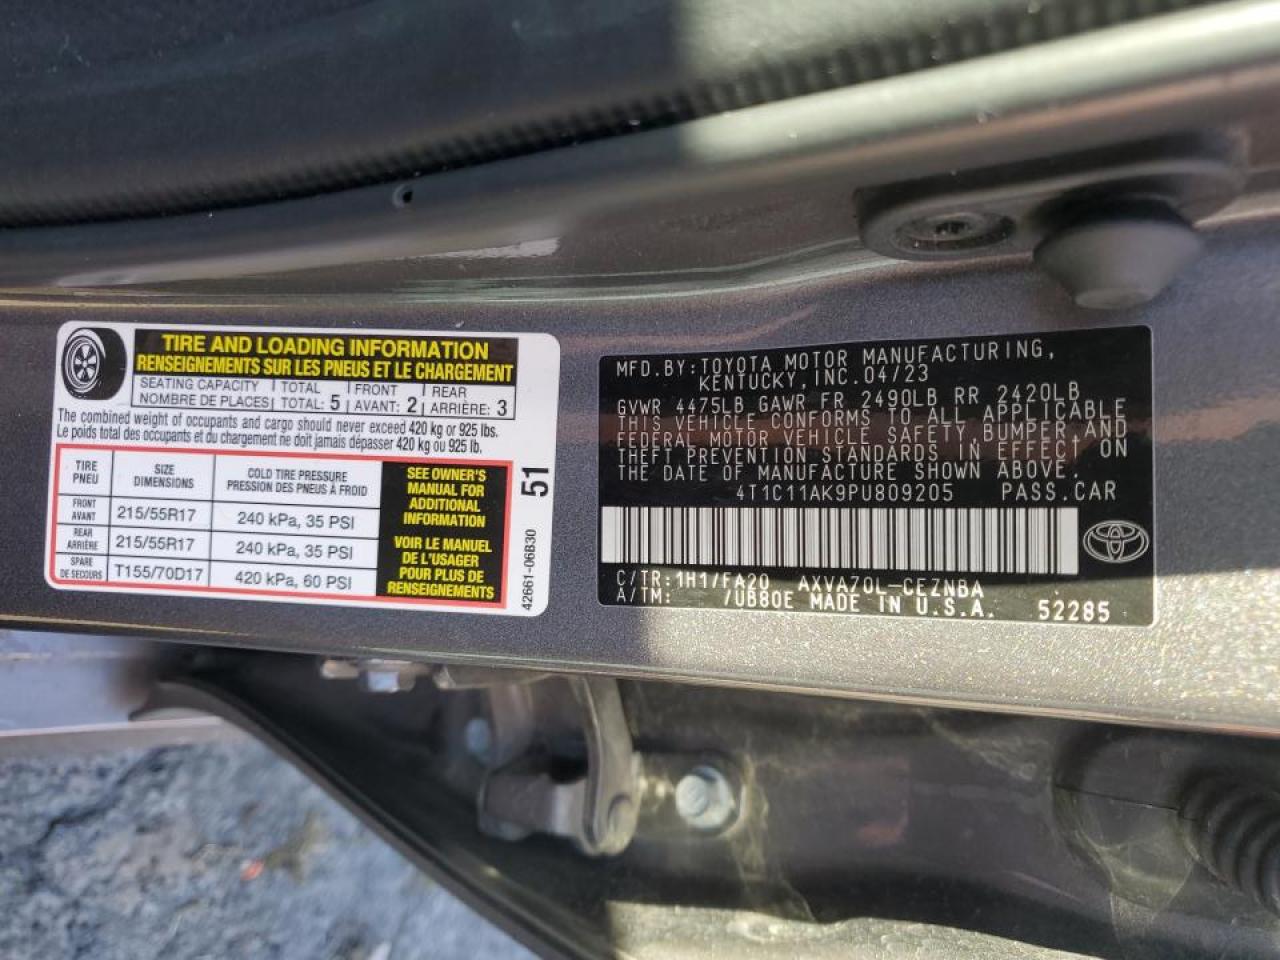 TIRE AND LOADING INFORMATION
RENSEIGNEMENTS SUR LES PNEUS ET LE CHARGEMENT
SEATING CAPACITY TOTAL FRONT REAR
NOMBRE DE PLACES: TOTAL: 5 AVANT: 2 ARRIÈRE: 3
The combined weight of occupants and cargo should never exceed 420 kg or 925 lbs.
Le poids total des occupants et du chargement ne doit jamais dépasser 420 kg ou 925 lb.
TIRE
PNEU
SIZE
DIMENSIONS
COLD TIRE PRESSURE
PRESSION DES PNEUS À FROID
FRONT
AVANT
215/55R17
240 kPa, 35 PSI
REAR
ARRIÈRE
215/55R17
240 kPa, 35 PSI
SPARE
DE SECOURS
T155/70D17
420 kPa, 60 PSI
SEE OWNER'S
MANUAL FOR
ADDITIONAL
INFORMATION
VOIR LE MANUEL
DE L'USAGER
POUR PLUS DE
RENSEIGNEMENTS
51
42661-06B30
MFD.BY:TOYOTA MOTOR MANUFACTURING,
KENTUCKY,INC.04/23
GVWR 4475LB GAWR FR 2490LB RR 2420LB
THIS VEHICLE CONFORMS TO ALL APPLICABLE
FEDERAL MOTOR VEHICLE SAFETY,BUMPER,AND
THEFT PREVENTION STANDARDS IN EFFECT ON
THE DATE OF MANUFACTURE SHOWN ABOVE.
4T1C11AK9PU809205 PASS.CAR
C/TR:1H1/FA20 AXVA70L-CEZNBA
A/TM: /UB80E MADE IN U.S.A. 52285